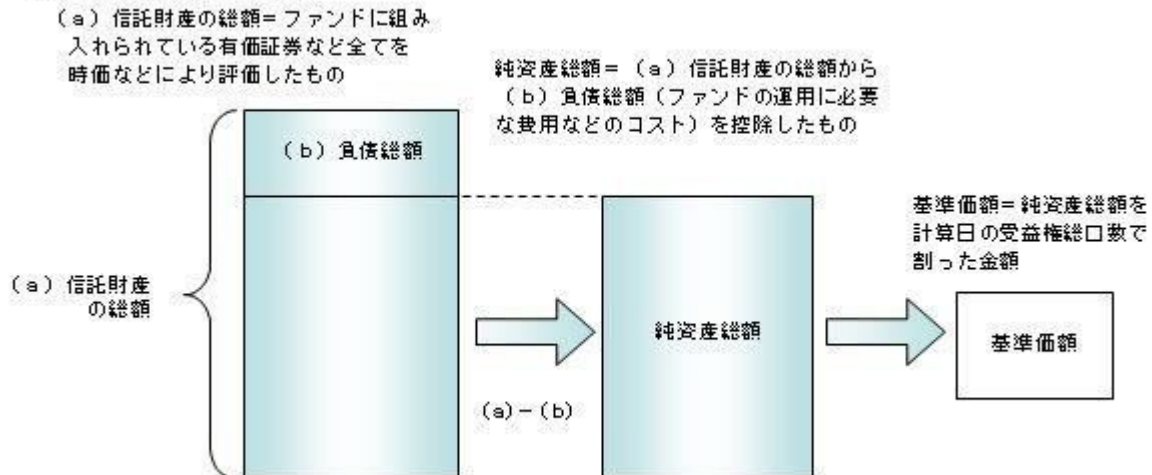 (a)信託財産の総額=ファンドに組み
入れられている有価証券など全てを
時価などにより評価したもの
純資産総額=(a)信託財産の総額から
(b)負債総額(ファンドの運用に必要
な費用などのコスト)を控除したもの
(b)負債総額
基準価額=純資産総額を
計算日の受益権総口数で
割った金額
(a)信託財産
の総額
純資産総額
基準価額
(a)-(b)